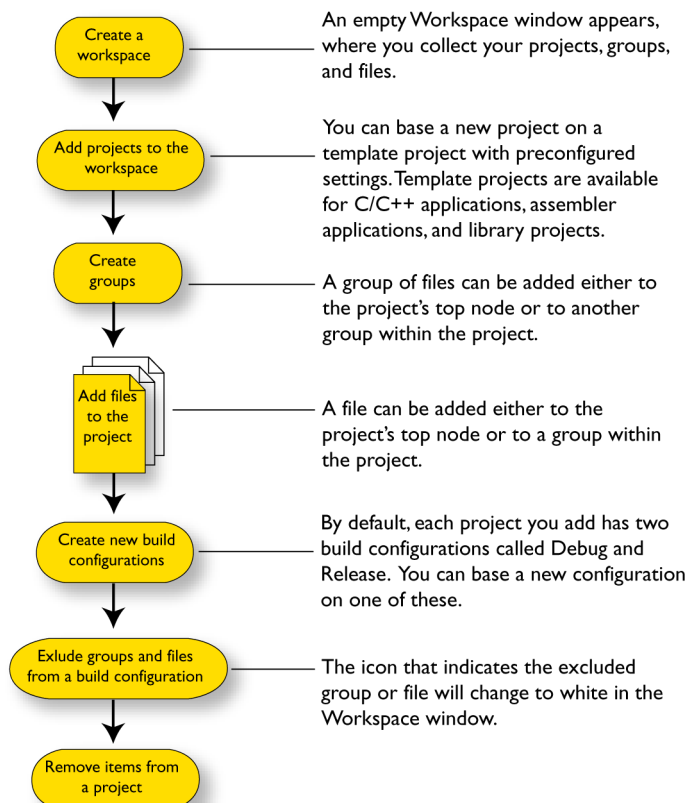 Create a
workspace
An empty Workspace window appears,
where you collect your projects, groups,
and files.
Add projects to the
workspace
You can base a new project on a
template project with preconfigured
settings. Template projects are available
for C/C++ applications, assembler
applications, and library projects.
Create
groups
A group of files can be added either to
the project's top node or to another
group within the project.
Add files
to the
project
A file can be added either to the
project's top node or to a group within
the project.
Create new build
configurations
By default, each project you add has two
build configurations called Debug and
Release. You can base a new configuration
on one of these.
Exlude groups and files
from a build configuration
The icon that indicates the excluded
group or file will change to white in the
Workspace window.
Remove items from
a project